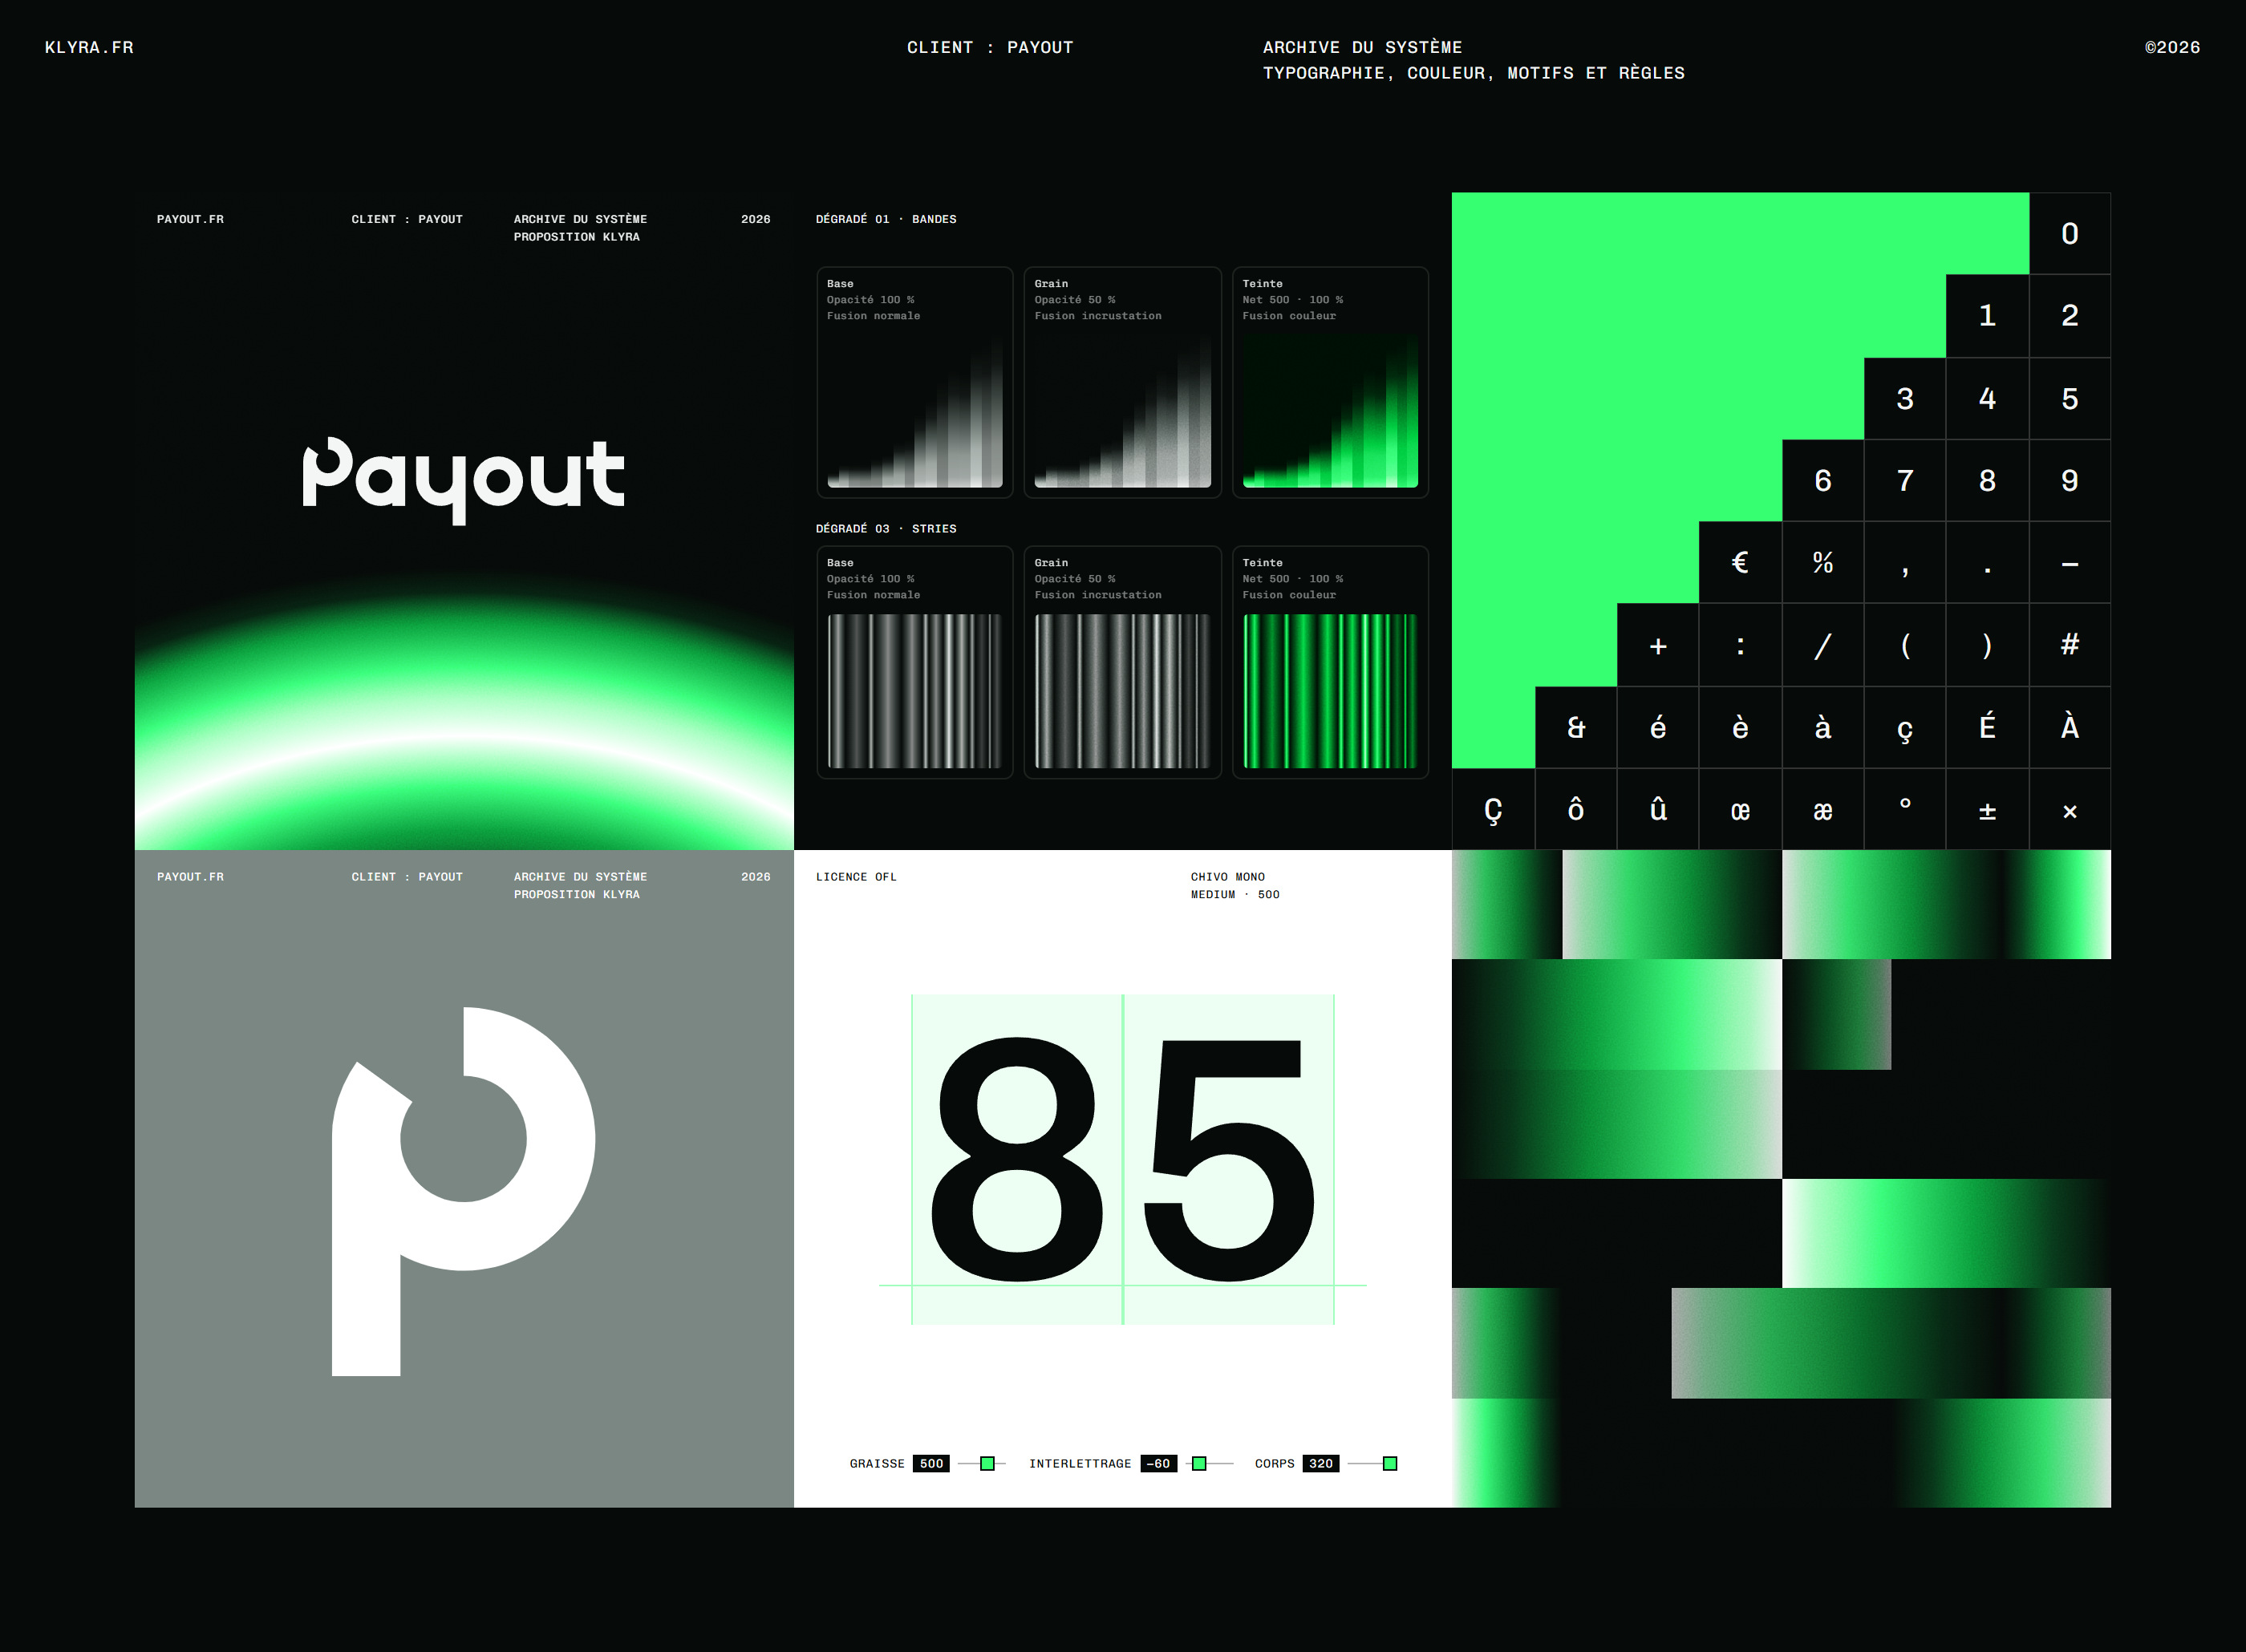 KLYRA.FR
CLIENT : PAYOUT
ARCHIVE DU SYSTÈME
TYPOGRAPHIE, COULEUR, MOTIFS ET RÈGLES
©2026
PAYOUT.FR
CLIENT : PAYOUT
ARCHIVE DU SYSTÈME
PROPOSITION KLYRA
2026
Payout
DÉGRADÉ 01 · BANDES
Base
Opacité 100 %
Fusion normale
Grain
Opacité 50 %
Fusion incrustation
Teinte
Net 500 · 100 %
Fusion couleur
DÉGRADÉ 03 · STRIES
Base
Opacité 100 %
Fusion normale
Grain
Opacité 50 %
Fusion incrustation
Teinte
Net 500 · 100 %
Fusion couleur
0
1 2
3 4 5
6 7 8 9
€ % , . –
+ : / ( ) #
& é è à ç É À
Ç ô û œ æ ° ± ×
PAYOUT.FR
CLIENT : PAYOUT
ARCHIVE DU SYSTÈME
PROPOSITION KLYRA
2026
P
LICENCE OFL
CHIVO MONO
MEDIUM · 500
85
GRAISSE 500
INTERLETTRAGE –60
CORPS 320